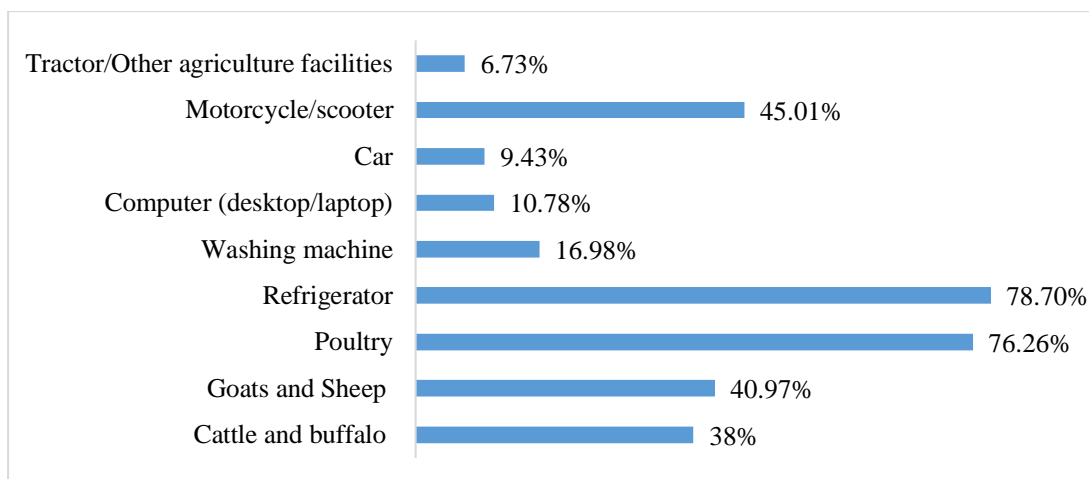 Tractor/Other agriculture facilities 6.73%
Motorcycle/scooter 45.01%
Car 9.43%
Computer (desktop/laptop) 10.78%
Washing machine 16.98%
Refrigerator 78.70%
Poultry 76.26%
Goats and Sheep 40.97%
Cattle and buffalo 38%